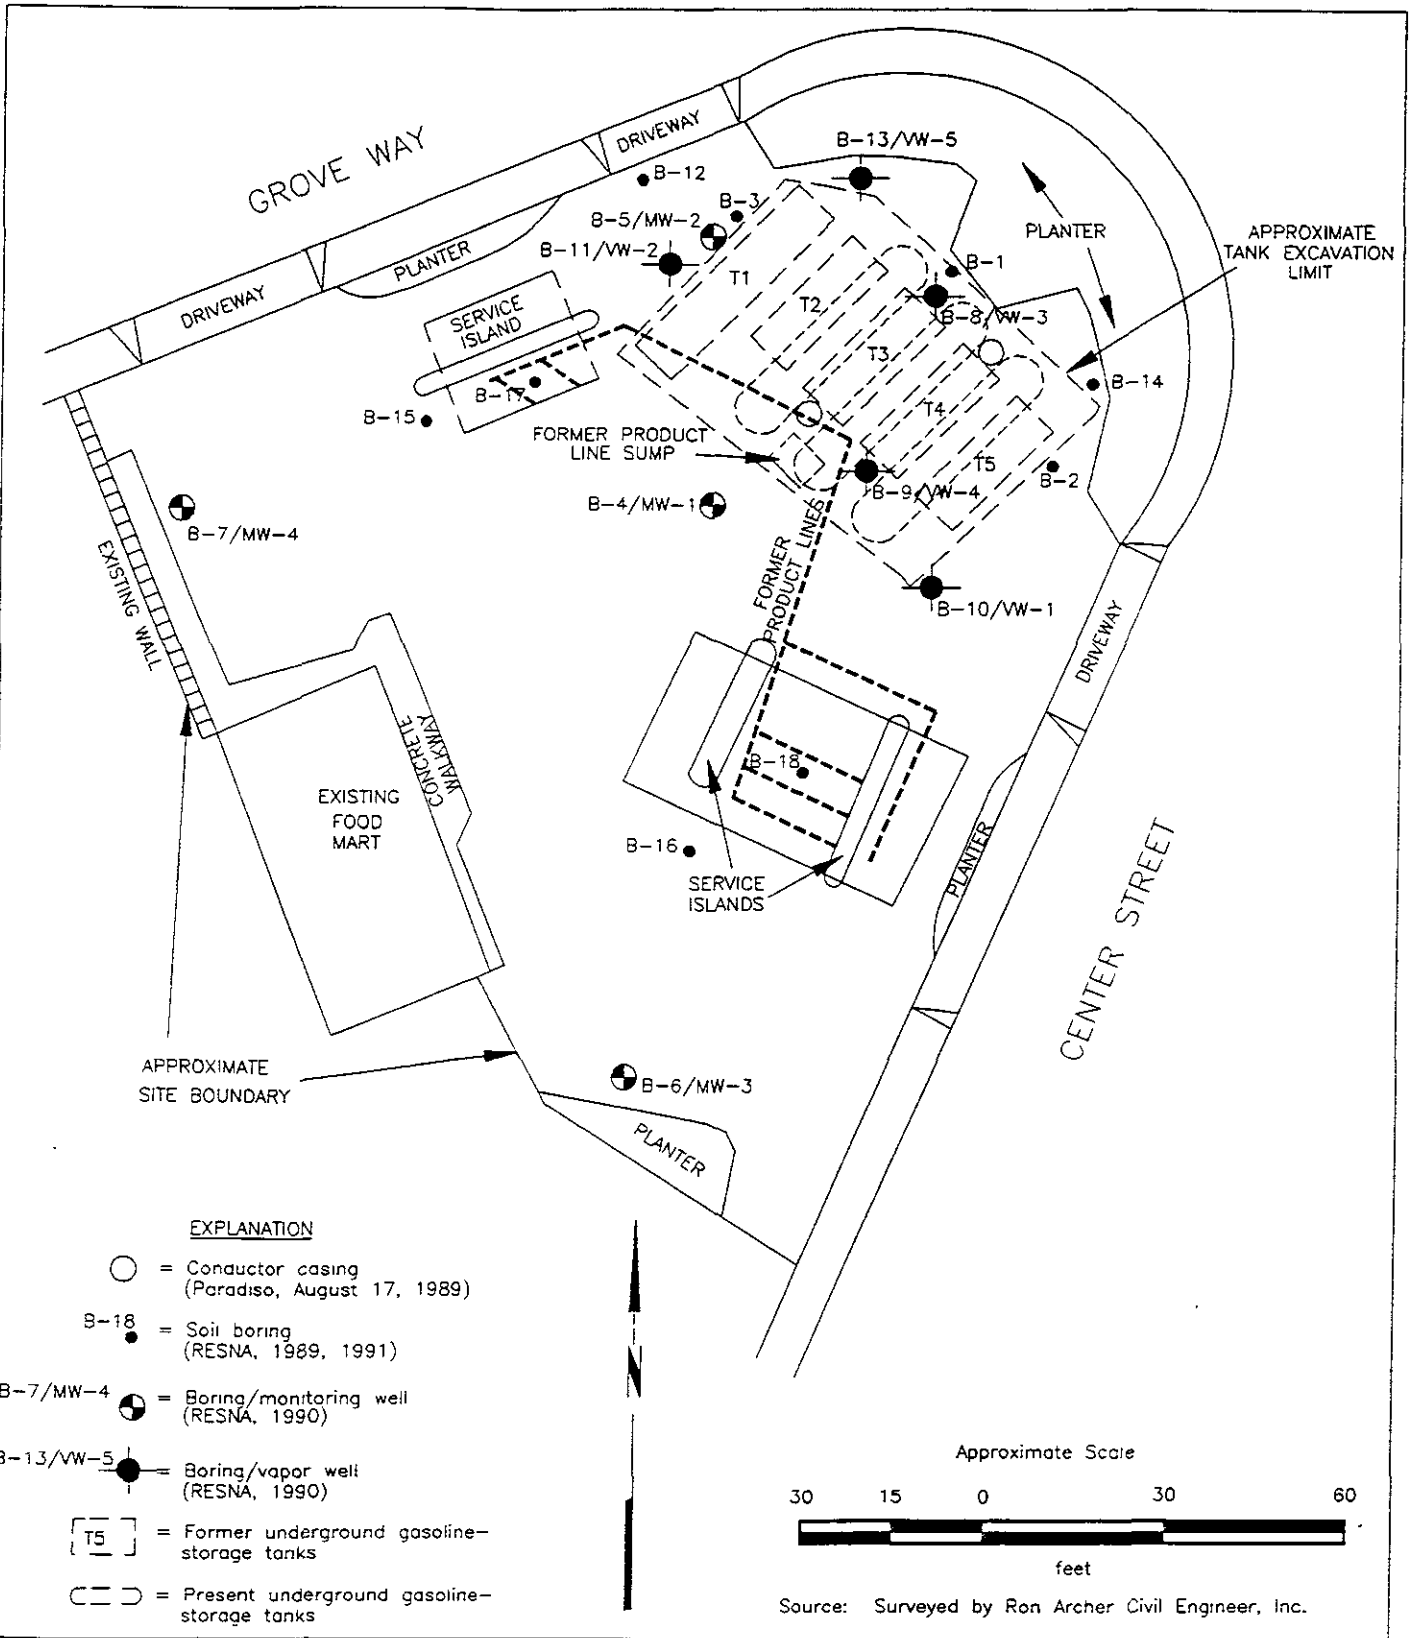 GROVE WAY
DRIVEWAY
B-13/VW-5
B-12
B-3
B-5/MW-2
B-11/VW-2
PLANTER
DRIVEWAY
SERVICE
ISLAND
T1
T2
T3
T4
T5
B-1
B-8/VW-3
PLANTER
APPROXIMATE
TANK EXCAVATION
LIMIT
B-14
B-17
B-15
FORMER PRODUCT
LINE SUMP
B-2
B-9/VW-4
B-4/MW-1
B-7/MW-4
EXISTING WALL
FORMER
PRODUCT LINES
B-10/VW-1
DRIVEWAY
CONCRETE
WALKWAY
EXISTING
FOOD
MART
B-18
B-16
SERVICE
ISLANDS
PLANTER
CENTER STREET
APPROXIMATE
SITE BOUNDARY
B-6/MW-3
PLANTER
EXPLANATION
= Conductor casing
(Paradiso, August 17, 1989)
B-18
= Soil boring
(RESNA, 1989, 1991)
B-7/MW-4
= Boring/monitoring well
(RESNA, 1990)
B-13/VW-5
= Boring/vapor well
(RESNA, 1990)
T5
= Former underground gasoline-
storage tanks
= Present underground gasoline-
storage tanks
N
Approximate Scale
30 15 0 30 60
feet
Source: Surveyed by Ron Archer Civil Engineer, Inc.